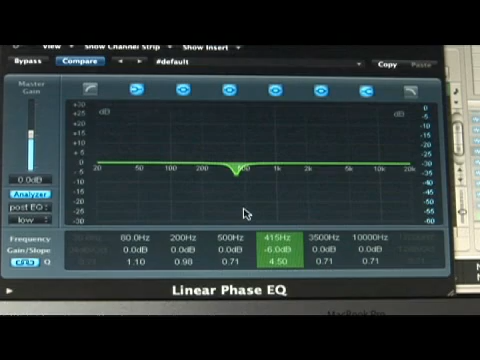 View Show Channel Strip Show Insert
Bypass Compare #default Copy Paste
Master
Gain
+30 0
+25 -5
+20 dB dB -10
+15 -15
+10 -20
+5 -25
0 20 50 100 200 500 1k 2k 5k 10k 20k -30
-5 -35
-10 -40
-15 -45
-20 -50
-25 -55
-30 -60
0.0dB
Analyzer
post EQ
low
Frequency 80.0Hz 200Hz 500Hz 415Hz 3500Hz 10000Hz
Gain/Slope 0.0dB 0.0dB 0.0dB -6.0dB 0.0dB 0.0dB
Q 1.10 0.98 0.71 4.50 0.71 0.71
Linear Phase EQ
MacBook Pro